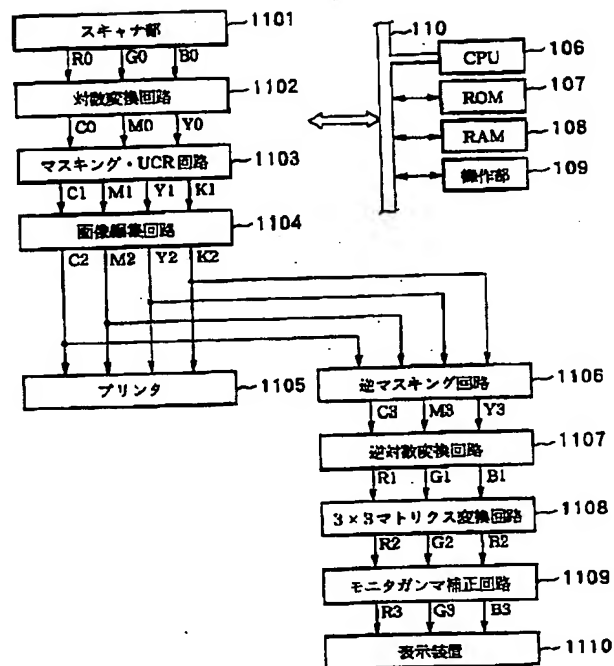 スキャナ部 1101
R0 G0 B0
対数変換回路 1102
C0 M0 Y0
マスキング・UCR回路 1103
C1 M1 Y1 K1
画像編集回路 1104
C2 M2 Y2 K2
プリンタ 1105
110
CPU 106
ROM 107
RAM 108
操作部 109
逆マスキング回路 1106
C3 M3 Y3
逆対数変換回路 1107
R1 G1 B1
3×3マトリクス変換回路 1108
R2 G2 B2
モニタガンマ補正回路 1109
R3 G3 B3
表示装置 1110